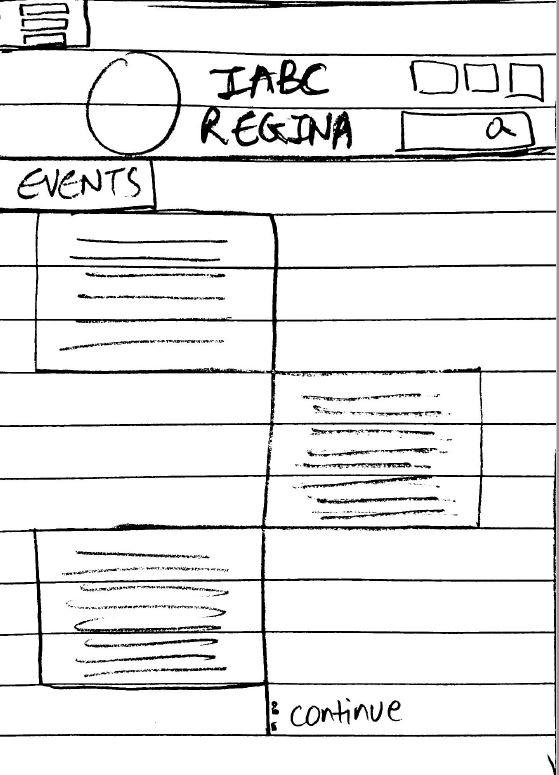 IABC
REGINA
EVENTS
continue